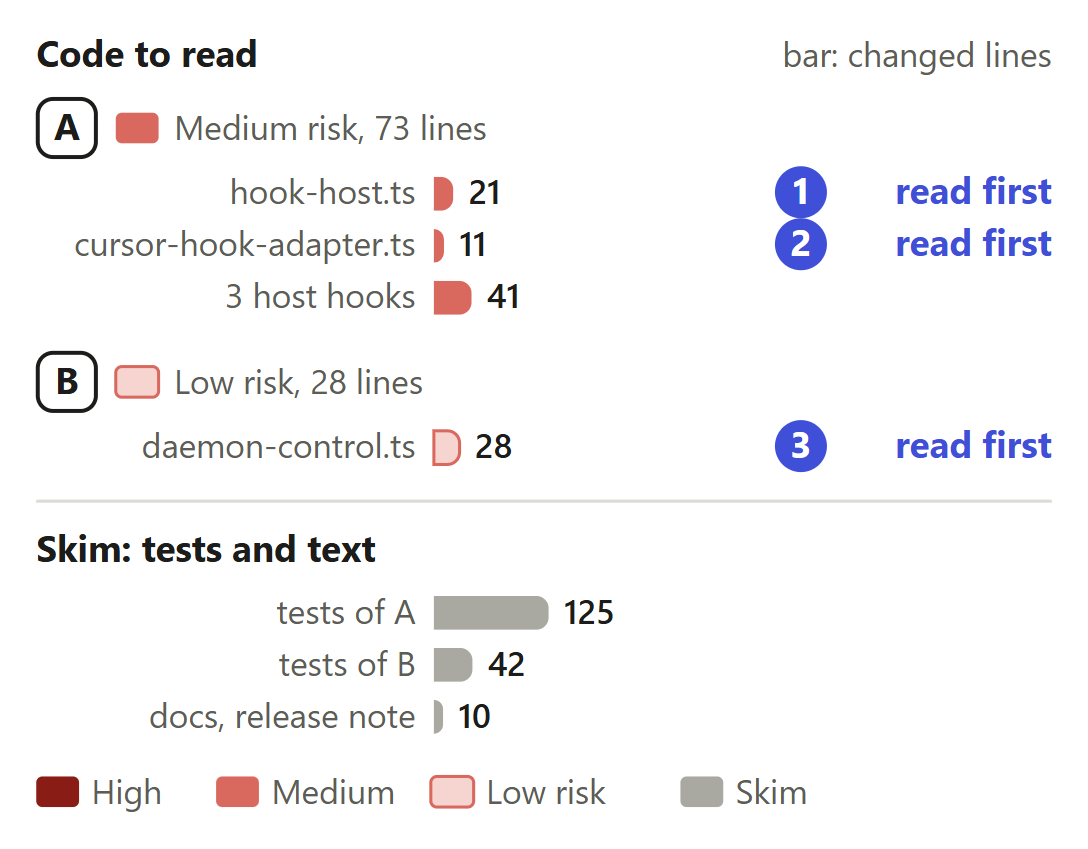 Code to read bar: changed lines
A Medium risk, 73 lines
hook-host.ts 21 1 read first
cursor-hook-adapter.ts 11 2 read first
3 host hooks 41
B Low risk, 28 lines
daemon-control.ts 28 3 read first
Skim: tests and text
tests of A 125
tests of B 42
docs, release note 10
High Medium Low risk Skim